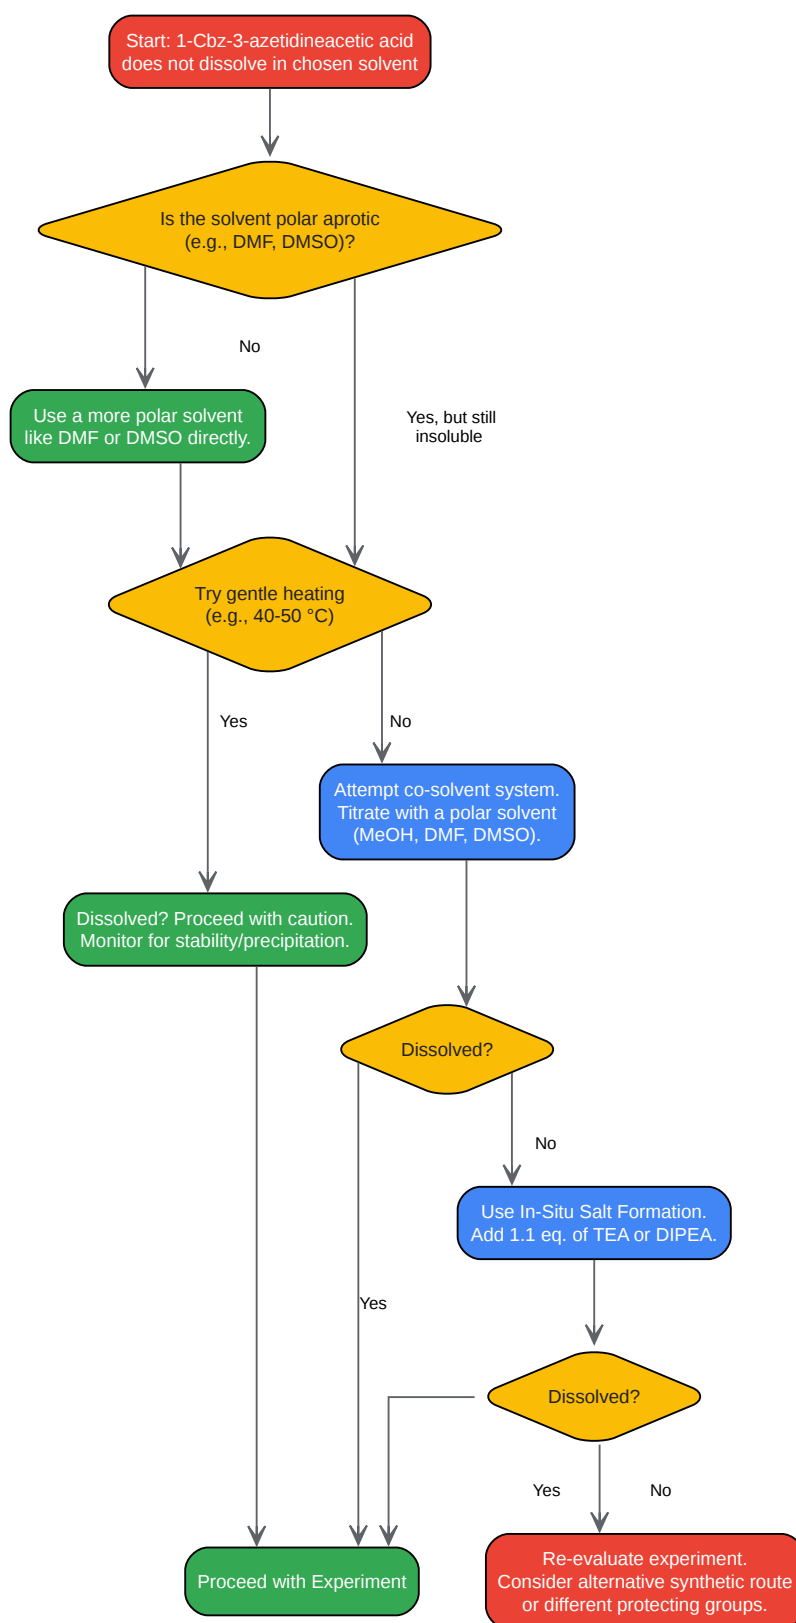 Start: 1-Cbz-3-azetidineacetic acid
does not dissolve in chosen solvent
Is the solvent polar aprotic
(e.g., DMF, DMSO)?
No
Yes, but still
insoluble
Use a more polar solvent
like DMF or DMSO directly.
Try gentle heating
(e.g., 40-50 °C)
Yes
No
Attempt co-solvent system.
Titrate with a polar solvent
(MeOH, DMF, DMSO).
Dissolved? Proceed with caution.
Monitor for stability/precipitation.
Dissolved?
No
Use In-Situ Salt Formation.
Add 1.1 eq. of TEA or DIPEA.
Yes
Dissolved?
Yes
No
Proceed with Experiment
Re-evaluate experiment.
Consider alternative synthetic route
or different protecting groups.